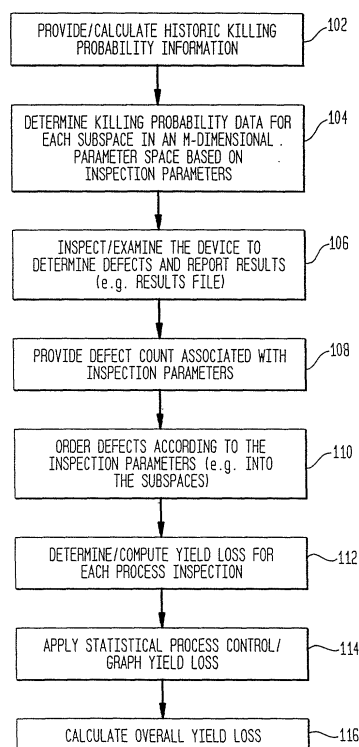 PROVIDE/CALCULATE HISTORIC KILLING
PROBABILITY INFORMATION
102
DETERMINE KILLING PROBABILITY DATA FOR
EACH SUBSPACE IN AN M-DIMENSIONAL
PARAMETER SPACE BASED ON
INSPECTION PARAMETERS
104
INSPECT/EXAMINE THE DEVICE TO
DETERMINE DEFECTS AND REPORT RESULTS
(e.g. RESULTS FILE)
106
PROVIDE DEFECT COUNT ASSOCIATED WITH
INSPECTION PARAMETERS
108
ORDER DEFECTS ACCORDING TO THE
INSPECTION PARAMETERS (e.g. INTO
THE SUBSPACES)
110
DETERMINE/COMPUTE YIELD LOSS FOR
EACH PROCESS INSPECTION
112
APPLY STATISTICAL PROCESS CONTROL/
GRAPH YIELD LOSS
114
CALCULATE OVERALL YIELD LOSS
116